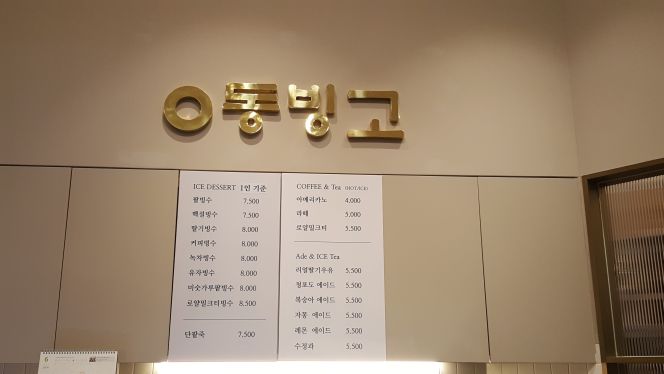 동빙고
ICE DESSERT 1인 기준
팥빙수 7,500
백설빙수 7,500
딸기빙수 8,000
커피빙수 8,000
녹차빙수 8,000
유자빙수 8,000
미숫가루팥빙수 8,000
로얄밀크티빙수 8,500
단팥죽 7,500
COFFEE & Tea (HOT/ICE)
아메리카노 4,000
라떼 5,000
로얄밀크티 5,500
Ade & ICE Tea
리얼딸기우유 5,500
청포도 에이드 5,500
복숭아 에이드 5,500
자몽 에이드 5,500
레몬 에이드 5,500
수정과 5,500
6